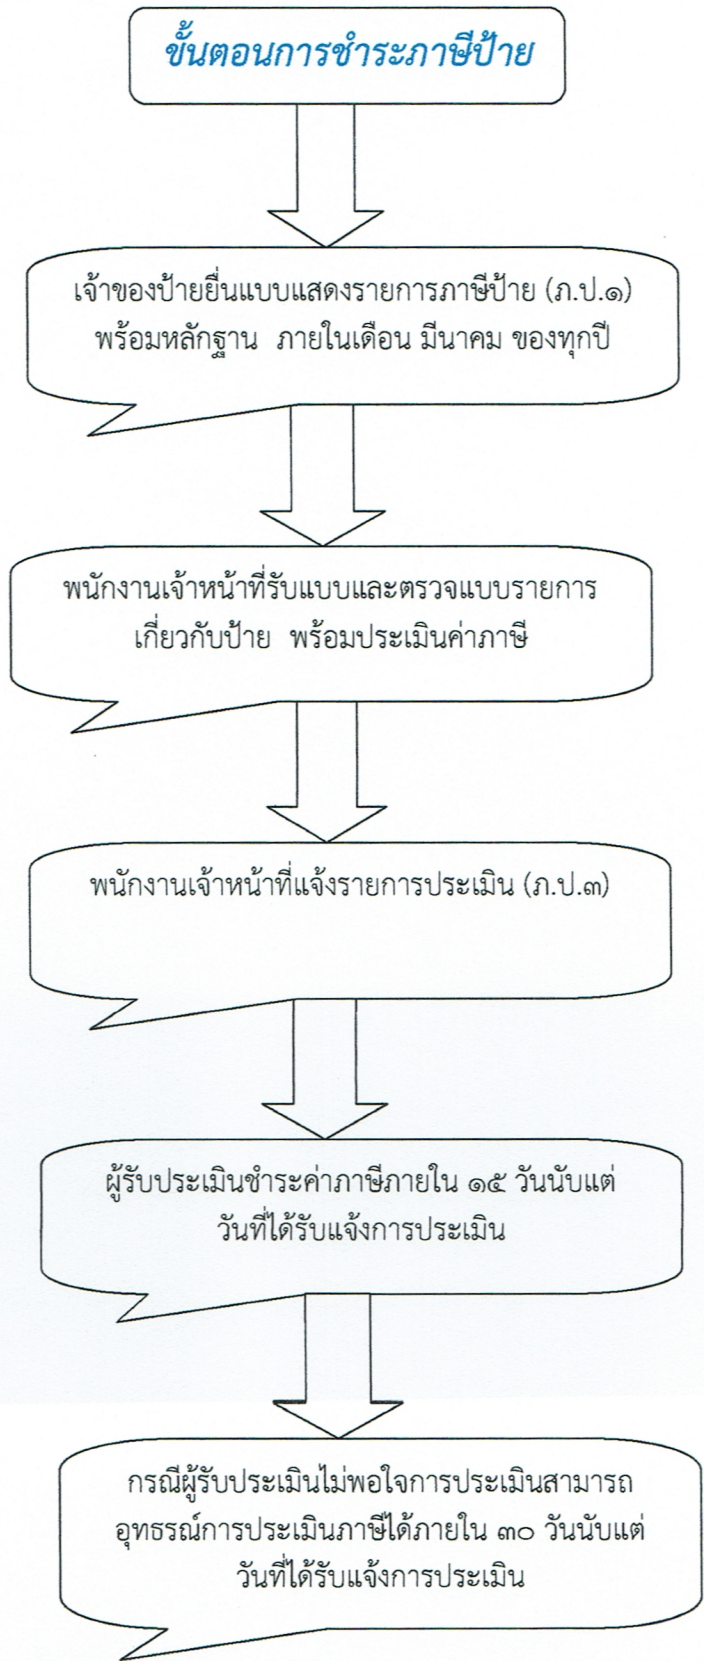 ขั้นตอนการชำระภาษีป้าย
เจ้าของป้ายยื่นแบบแสดงรายการภาษีป้าย (ภ.ป.๑)
พร้อมหลักฐาน ภายในเดือน มีนาคม ของทุกปี
พนักงานเจ้าหน้าที่รับแบบและตรวจแบบรายการ
เกี่ยวกับป้าย พร้อมประเมินค่าภาษี
พนักงานเจ้าหน้าที่แจ้งรายการประเมิน (ภ.ป.๓)
ผู้รับประเมินชำระค่าภาษีภายใน ๑๕ วันนับแต่
วันที่ได้รับแจ้งการประเมิน
กรณีผู้รับประเมินไม่พอใจการประเมินสามารถ
อุทธรณ์การประเมินภาษีได้ภายใน ๓๐ วันนับแต่
วันที่ได้รับแจ้งการประเมิน